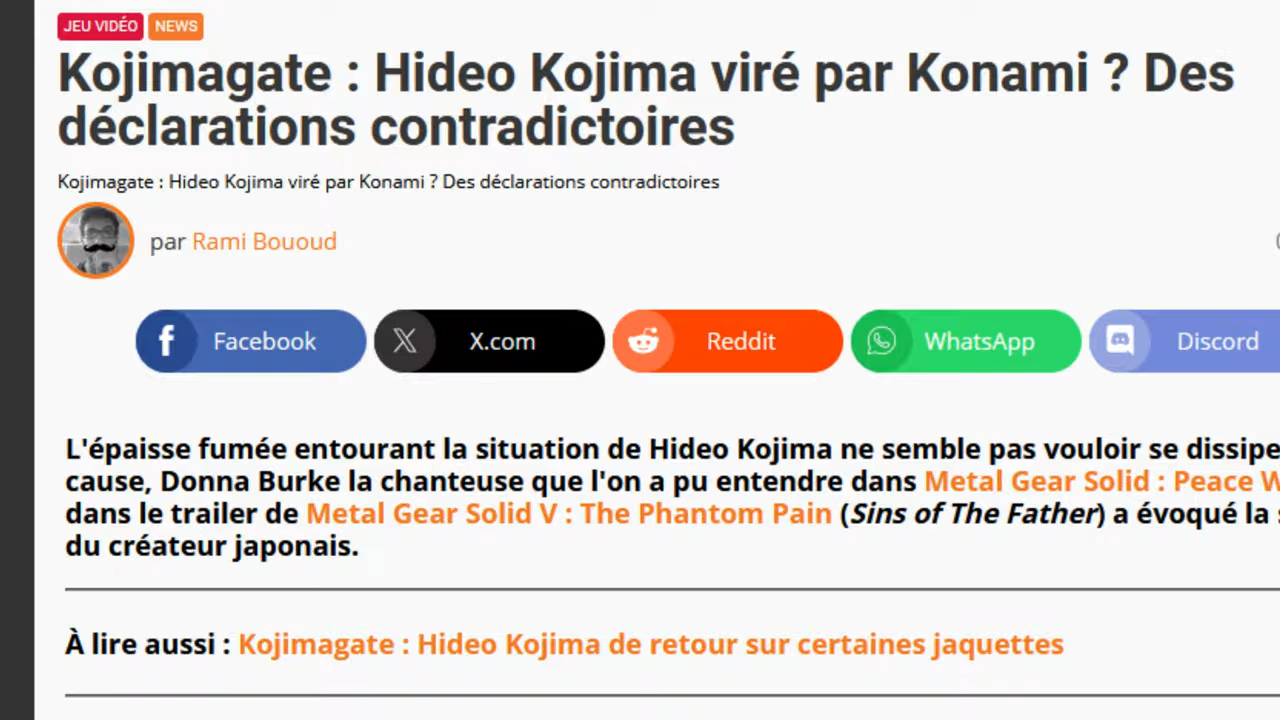 JEU VIDÉO NEWS
Kojimagate : Hideo Kojima viré par Konami ? Des
déclarations contradictoires
Kojimagate : Hideo Kojima viré par Konami ? Des déclarations contradictoires
par Rami Bououd
Facebook X.com Reddit WhatsApp Discord
L'épaisse fumée entourant la situation de Hideo Kojima ne semble pas vouloir se
cause, Donna Burke la chanteuse que l'on a pu entendre dans Metal Gear Solid : Peace
dans le trailer de Metal Gear Solid V : The Phantom Pain (Sins of The Father) a évoqué la
du créateur japonais.
À lire aussi : Kojimagate : Hideo Kojima de retour sur certaines jaquettes